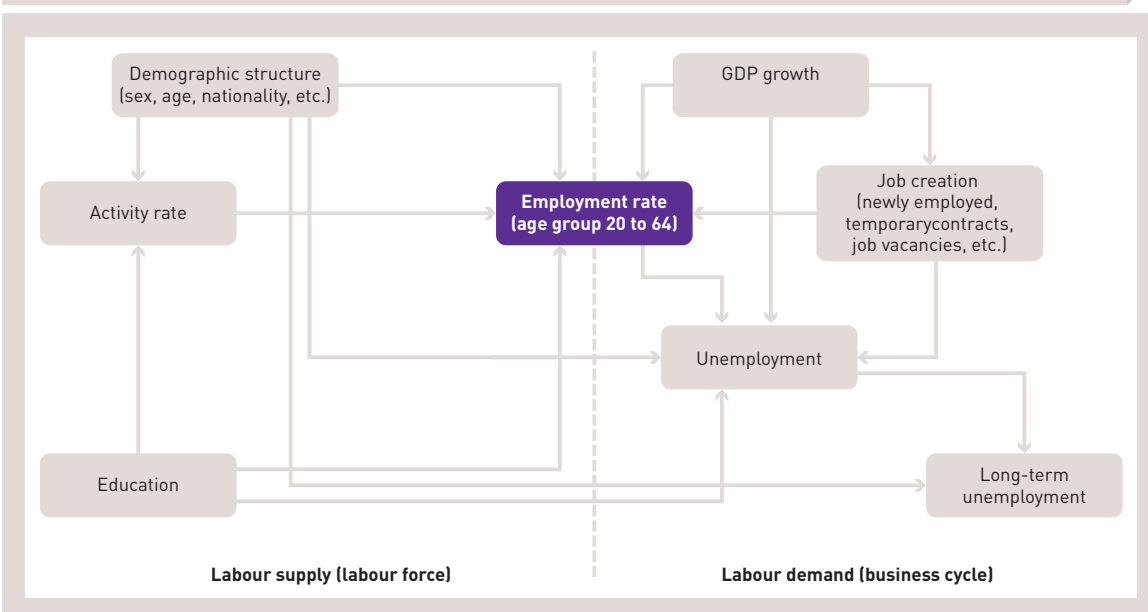 Demographic structure
(sex, age, nationality, etc.)
GDP growth
Activity rate
Employment rate
(age group 20 to 64)
Job creation
(newly employed,
temporarycontracts,
job vacancies, etc.)
Unemployment
Education
Long-term
unemployment
Labour supply (labour force)
Labour demand (business cycle)